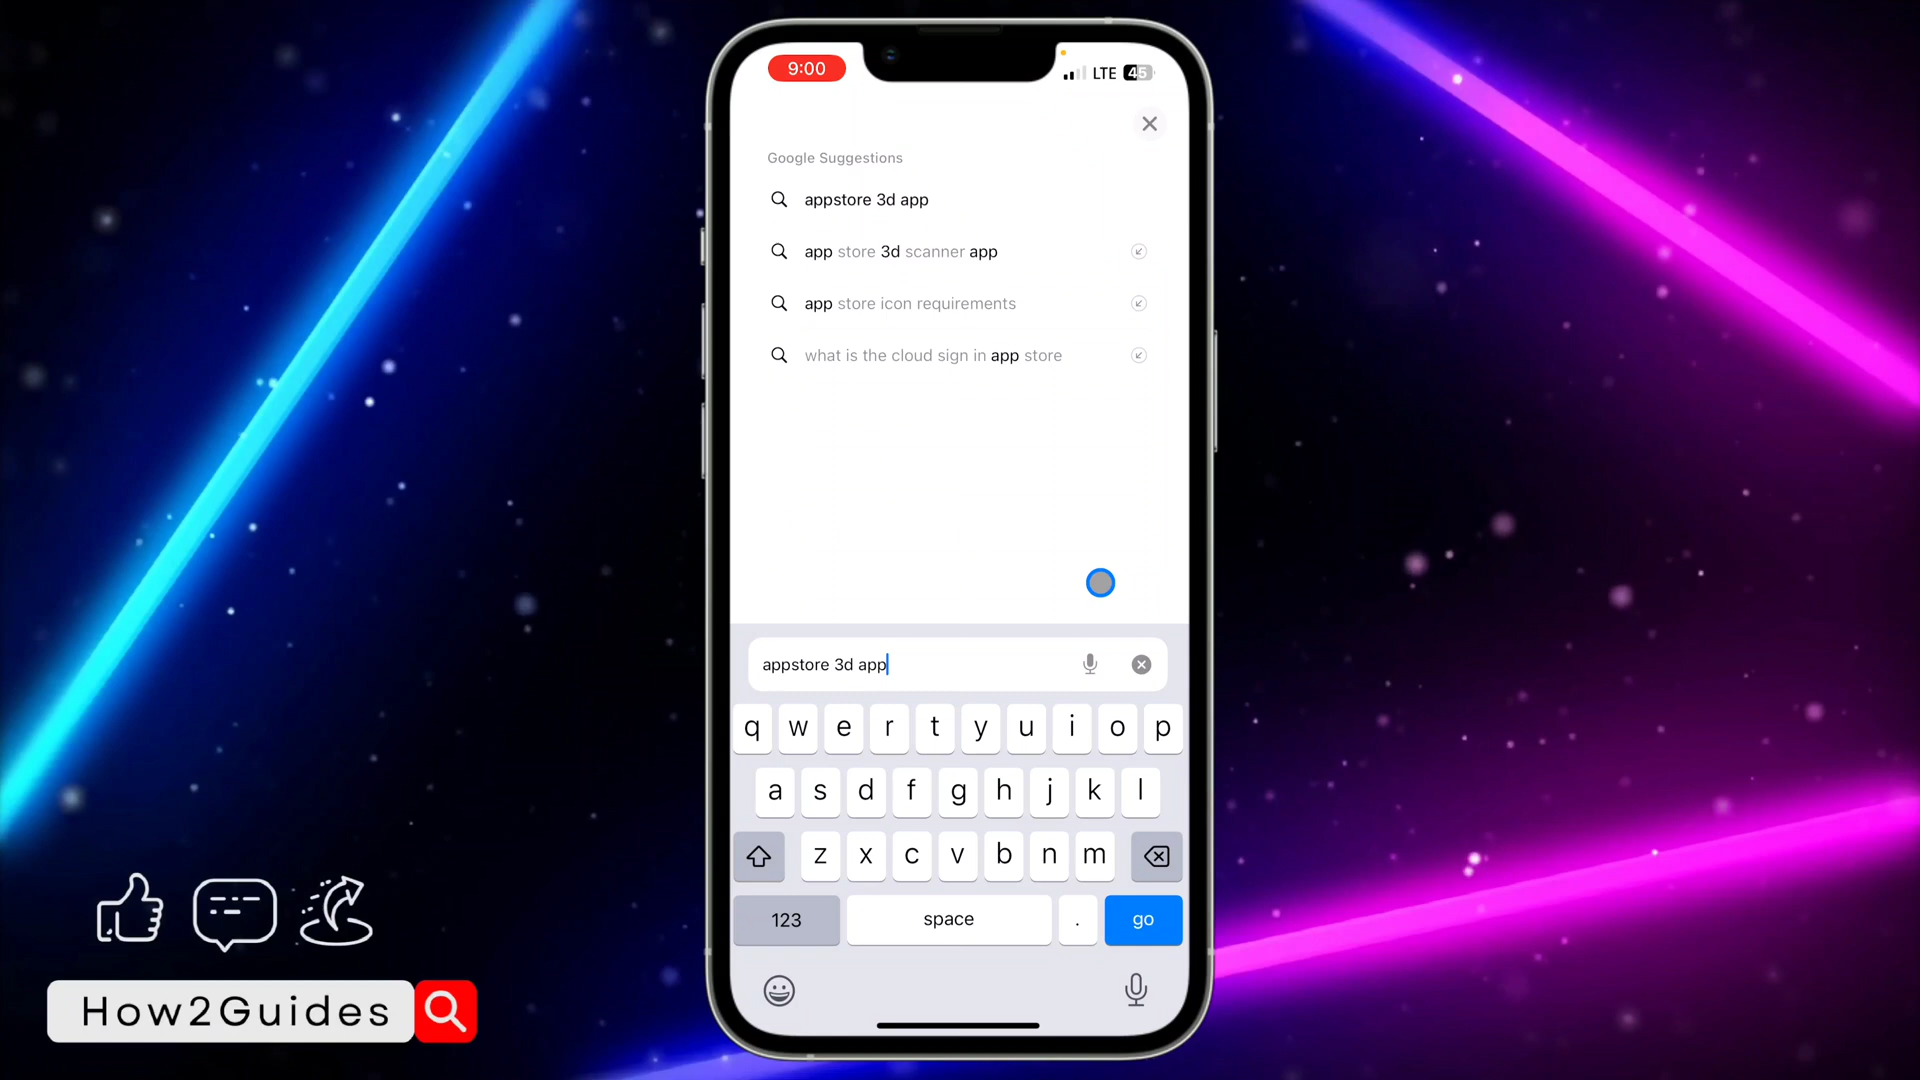 9:00
LTE 45
Google Suggestions
appstore 3d app
app store 3d scanner app
app store icon requirements
what is the cloud sign in app store
appstore 3d app
q w e r t y u i o p
a s d f g h j k l
z x c v b n m
123 space . go
How2Guides